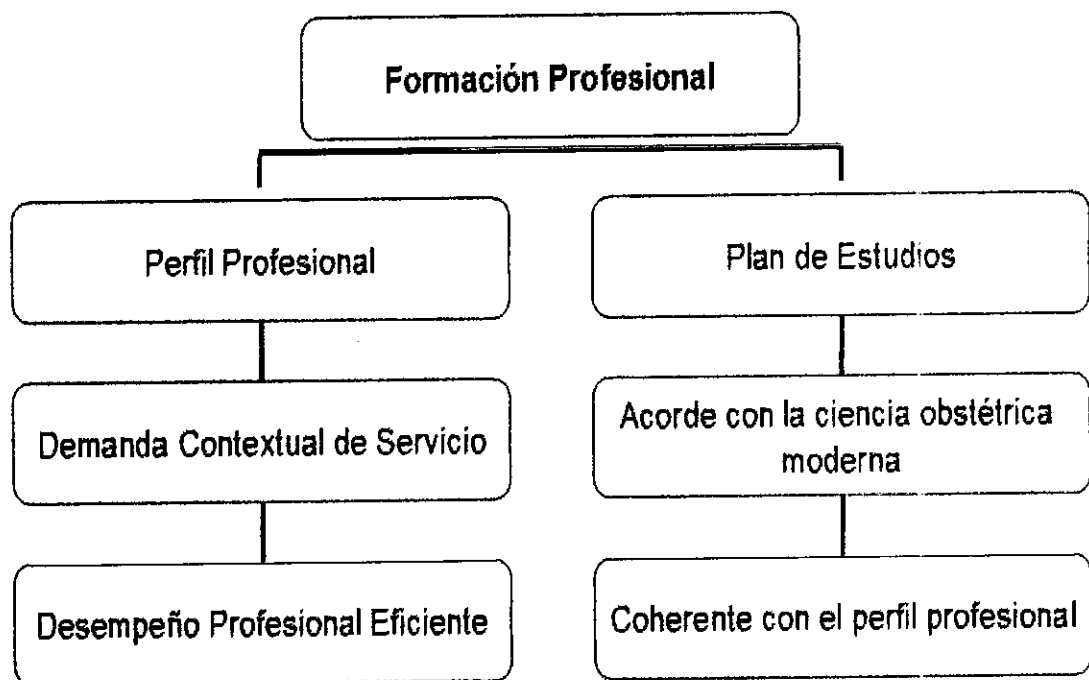 Formación Profesional
Perfil Profesional
Plan de Estudios
Demanda Contextual de Servicio
Acorde con la ciencia obstétrica
moderna
Desempeño Profesional Eficiente
Coherente con el perfil profesional